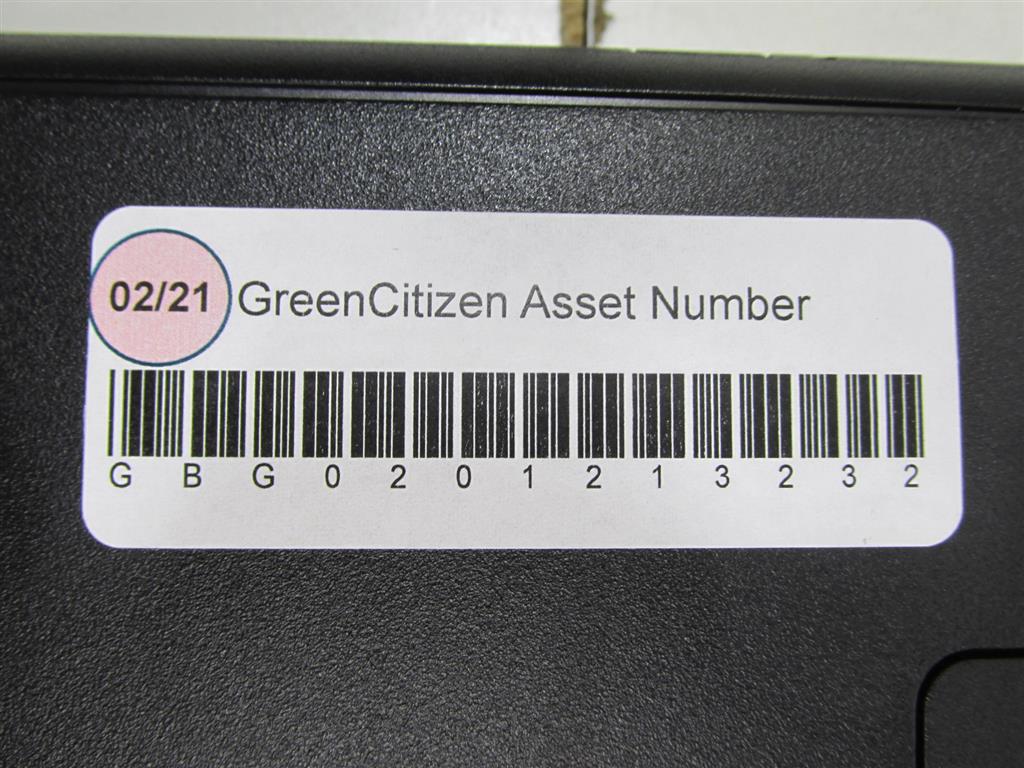 02/21 GreenCitizen Asset Number
G B G 0 2 0 1 2 1 3 2 3 2